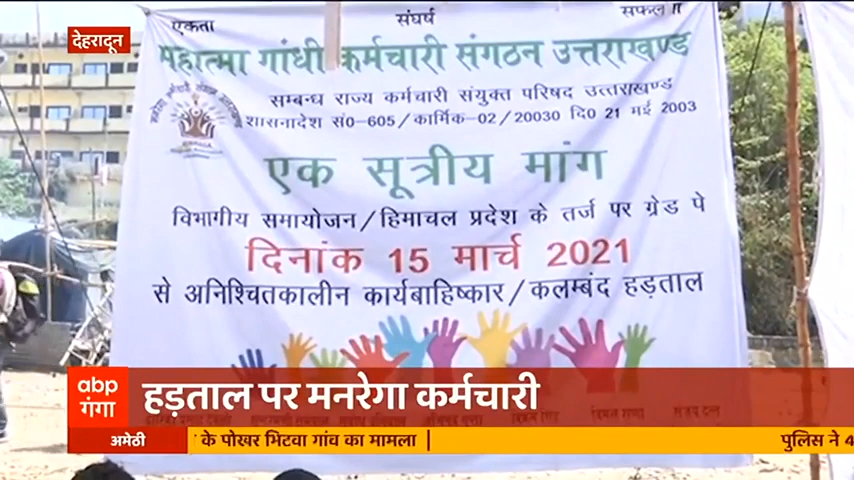 देहरादून
एकता संघर्ष
महात्मा गांधी कर्मचारी संगठन उत्तराखण्ड
सम्बन्ध राज्य कर्मचारी संयुक्त परिषद उत्तराखण्ड
शासनादेश सं0-605/कार्मिक-02/20030 दि0 21 मई 2003
एक सूत्रीय मांग
विभागीय समायोजन/हिमाचल प्रदेश के तर्ज पर ग्रेड पे
दिनांक 15 मार्च 2021
से अनिश्चितकालीन कार्यबाहिष्कार/कलम्बंद हड़ताल
abp गंगा
हड़ताल पर मनरेगा कर्मचारी
अमेठी
के पोखर भिटवा गांव का मामला | पुलिस ने 4